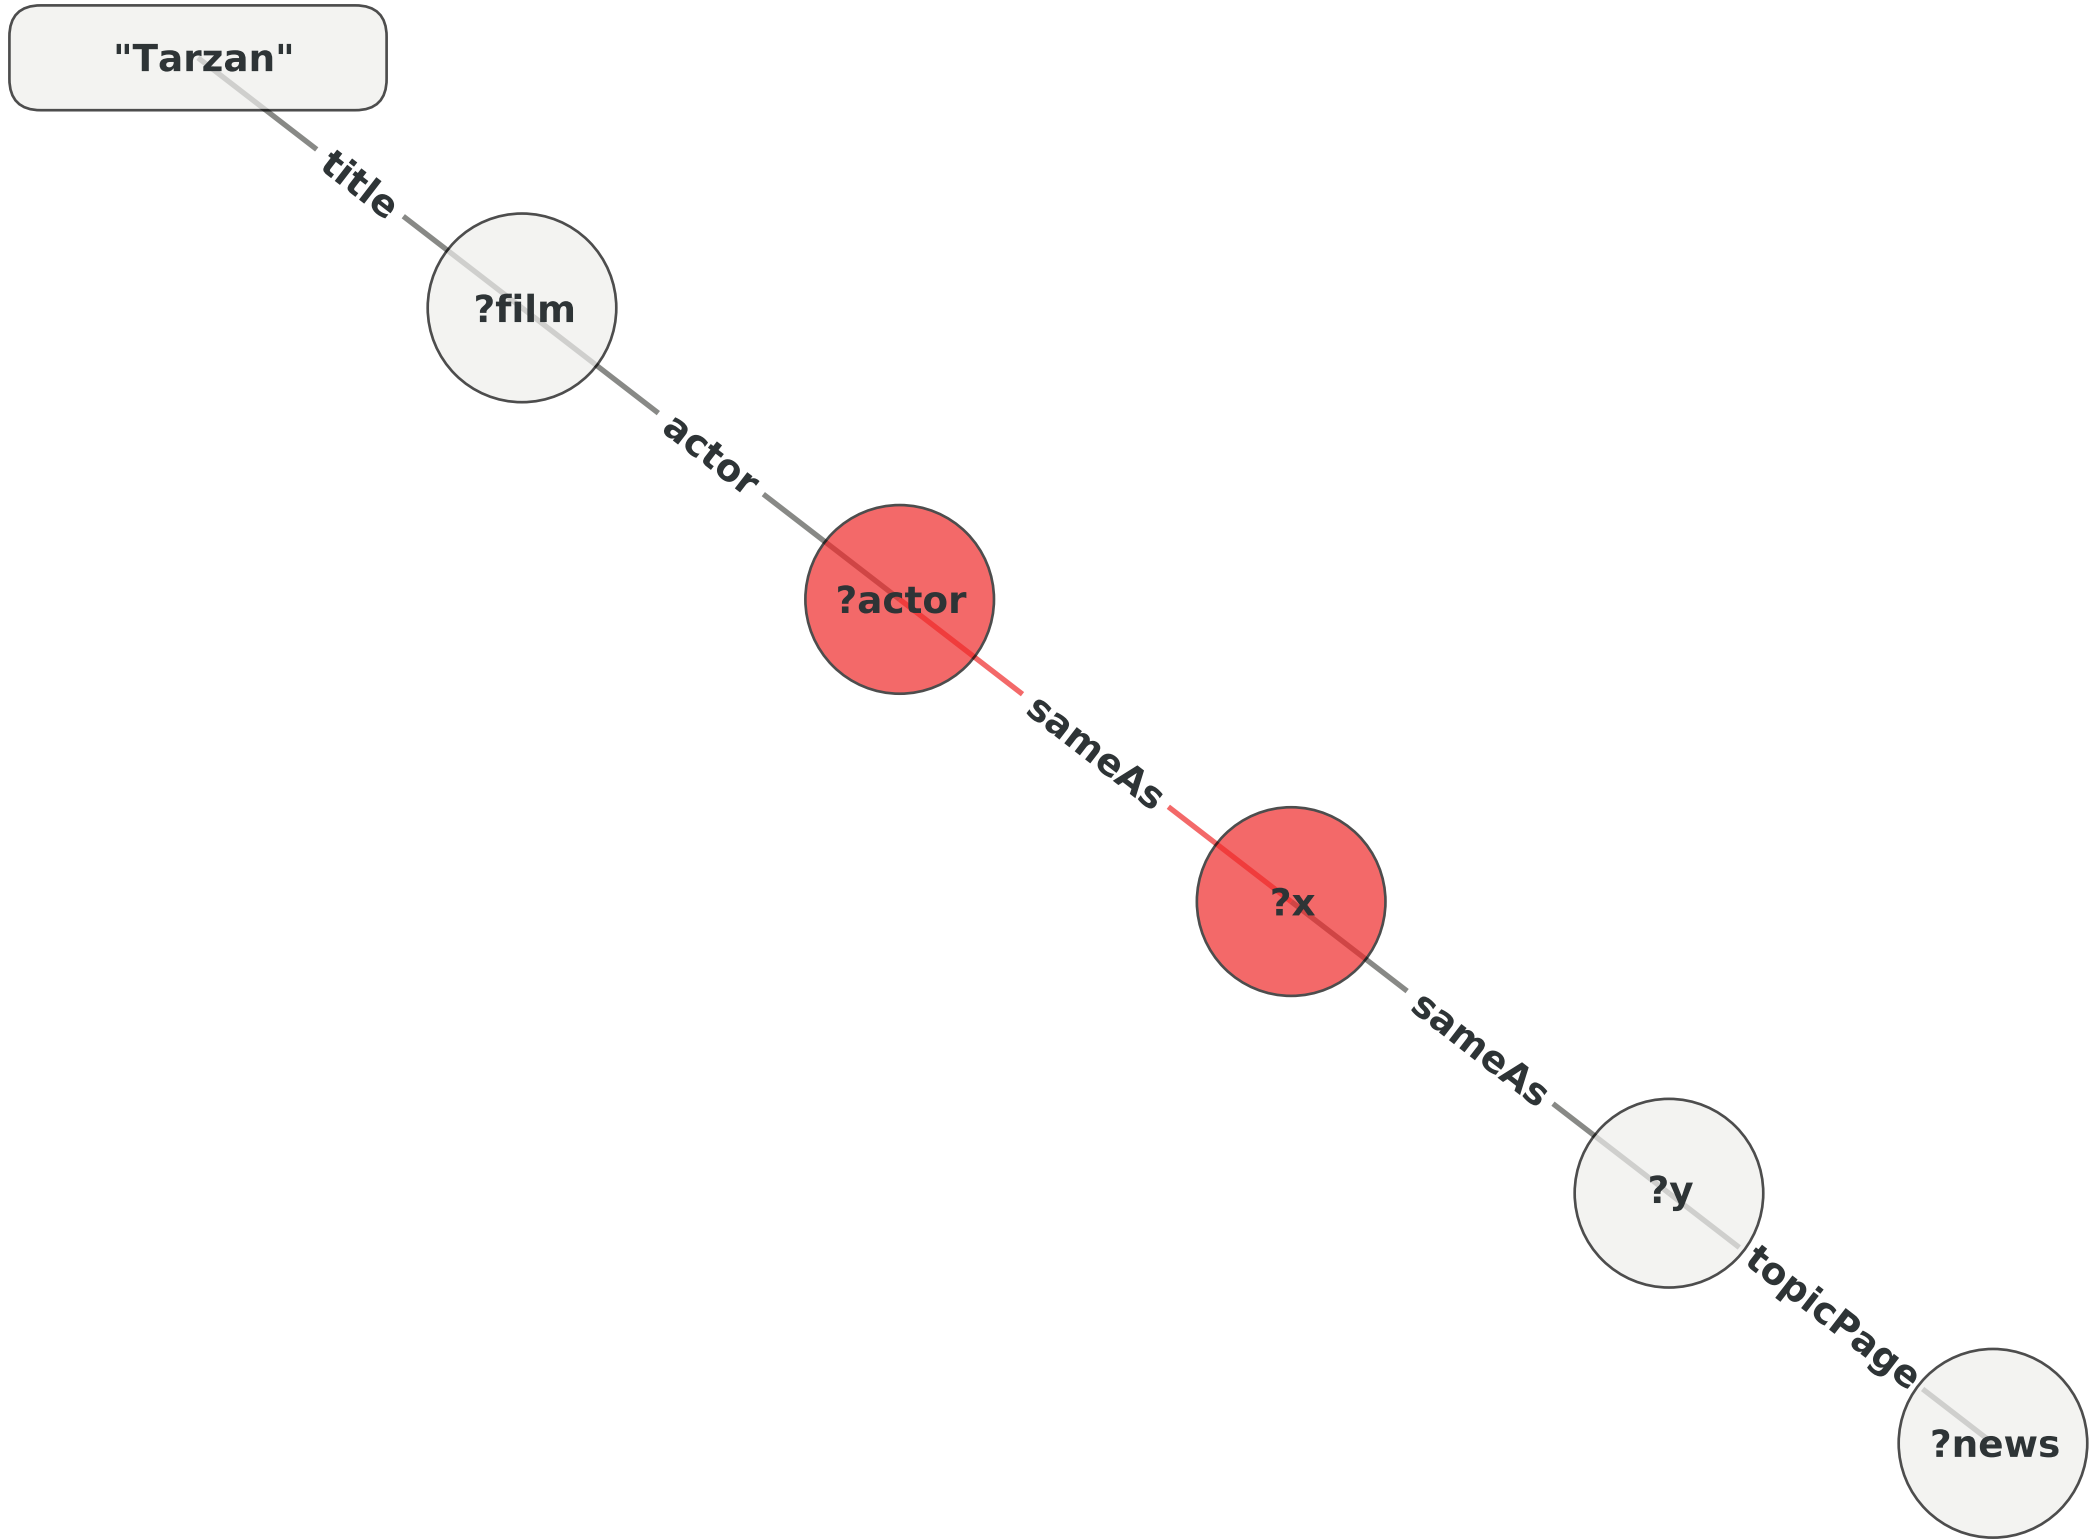 "Tarzan"
title
?film
actor
?actor
sameAs
?x
sameAs
?y
topicPage
?news